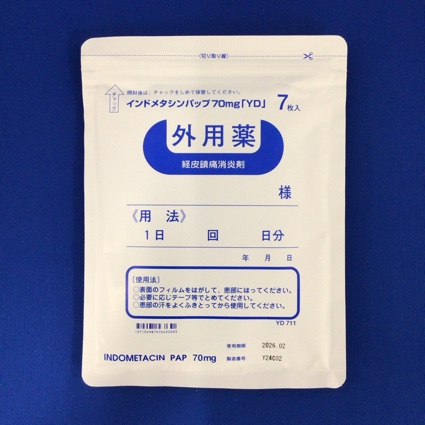 〈切り取り線〉
チャック
開封後は、チャックをしめて保管してください。
インドメタシンパップ70mg「YD」 7枚入
外用薬
経皮鎮痛消炎剤
様
《用 法》
1日 回 日分
年 月 日
〔使用法〕
○表面のフィルムをはがして、患部にはってください。
○必要に応じテープ等でとめてください。
○患部の汗をよくふきとってから使用してください。
YD 711
使用期限 2026.02
INDOMETACIN PAP 70mg 製造番号 Y24C02